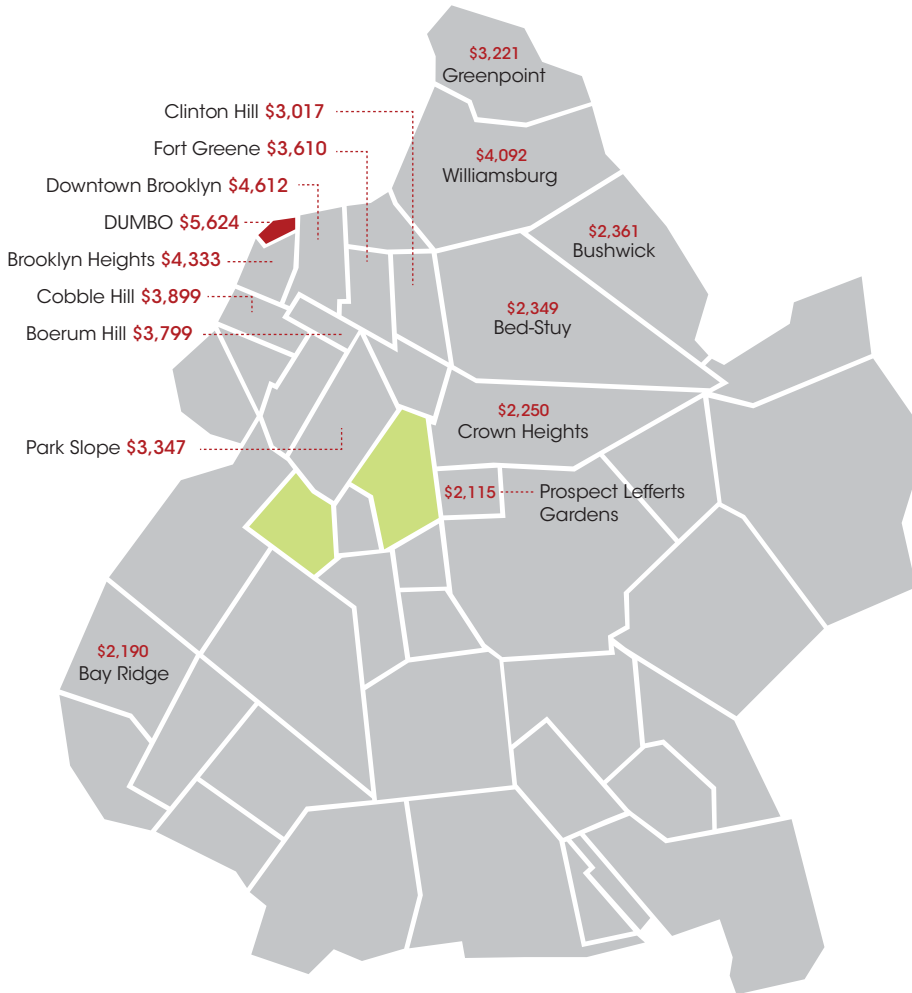 $3,221
Greenpoint
Clinton Hill $3,017
Fort Greene $3,610
$4,092
Williamsburg
Downtown Brooklyn $4,612
DUMBO $5,624
$2,361
Bushwick
Brooklyn Heights $4,333
Cobble Hill $3,899
$2,349
Bed-Stuy
Boerum Hill $3,799
$2,250
Crown Heights
Park Slope $3,347
$2,115 Prospect Lefferts
Gardens
$2,190
Bay Ridge